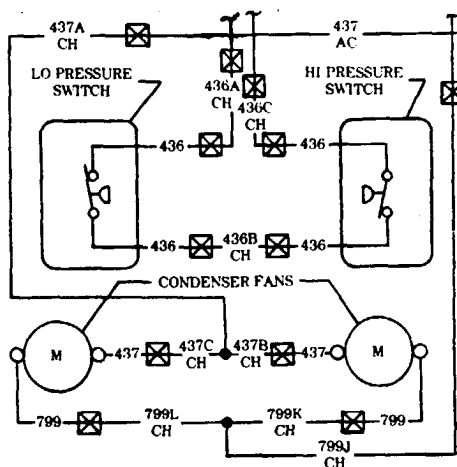 437A
CH
437
AC
LO PRESSURE
SWITCH
HI PRESSURE
SWITCH
436A
CH
436C
CH
436
436
436
436B
CH
436
CONDENSER FANS
M
437
437C
CH
437B
CH
437
M
799
799L
CH
799K
CH
799
799J
CH